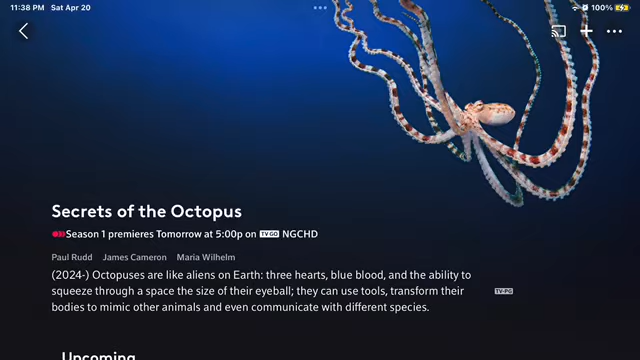 11:38 PM Sat Apr 20
100%
Secrets of the Octopus
Season 1 premieres Tomorrow at 5:00p on TV GO NGCHD
Paul Rudd James Cameron Maria Wilhelm
(2024-) Octopuses are like aliens on Earth: three hearts, blue blood, and the ability to
squeeze through a space the size of their eyeball; they can use tools, transform their
bodies to mimic other animals and even communicate with different species.
TV-PG
Upcoming